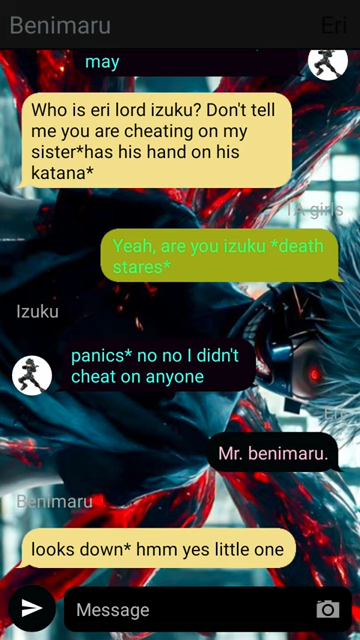 Benimaru
Eri
may
Who is eri lord izuku? Don't tell
me you are cheating on my
sister*has his hand on his
katana*
1A girls
Yeah, are you izuku *death
stares*
Izuku
panics* no no I didn't
cheat on anyone
Eri
Mr. benimaru.
Benimaru
looks down* hmm yes little one
Message